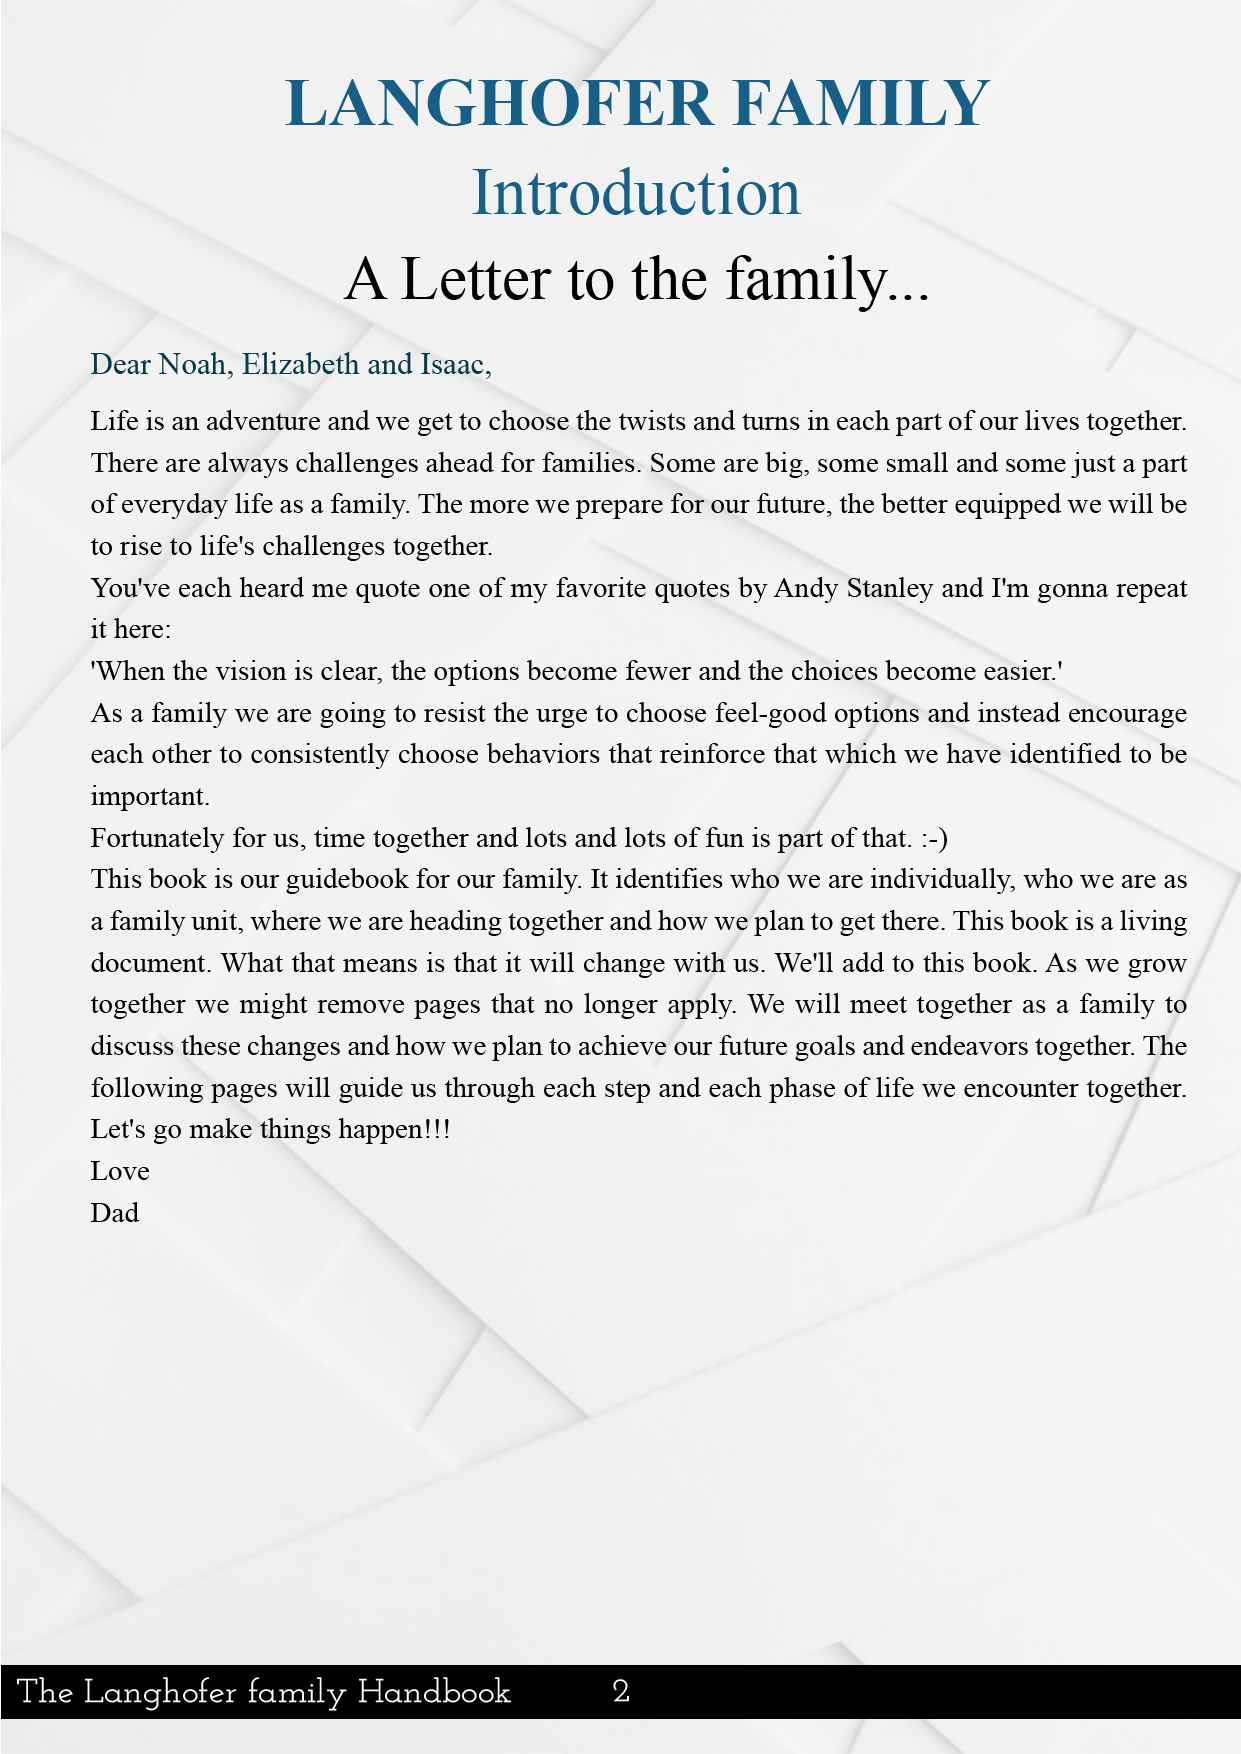 LANGHOFER FAMILY
Introduction
A Letter to the family...
Dear Noah, Elizabeth and Isaac,
Life is an adventure and we get to choose the twists and turns in each part of our lives together.
There are always challenges ahead for families. Some are big, some small and some just a part
of everyday life as a family. The more we prepare for our future, the better equipped we will be
to rise to life's challenges together.
You've each heard me quote one of my favorite quotes by Andy Stanley and I'm gonna repeat
it here:
'When the vision is clear, the options become fewer and the choices become easier.'
As a family we are going to resist the urge to choose feel-good options and instead encourage
each other to consistently choose behaviors that reinforce that which we have identified to be
important.
Fortunately for us, time together and lots and lots of fun is part of that. :-)
This book is our guidebook for our family. It identifies who we are individually, who we are as
a family unit, where we are heading together and how we plan to get there. This book is a living
document. What that means is that it will change with us. We'll add to this book. As we grow
together we might remove pages that no longer apply. We will meet together as a family to
discuss these changes and how we plan to achieve our future goals and endeavors together. The
following pages will guide us through each step and each phase of life we encounter together.
Let's go make things happen!!!
Love
Dad
The Langhofer family Handbook 2